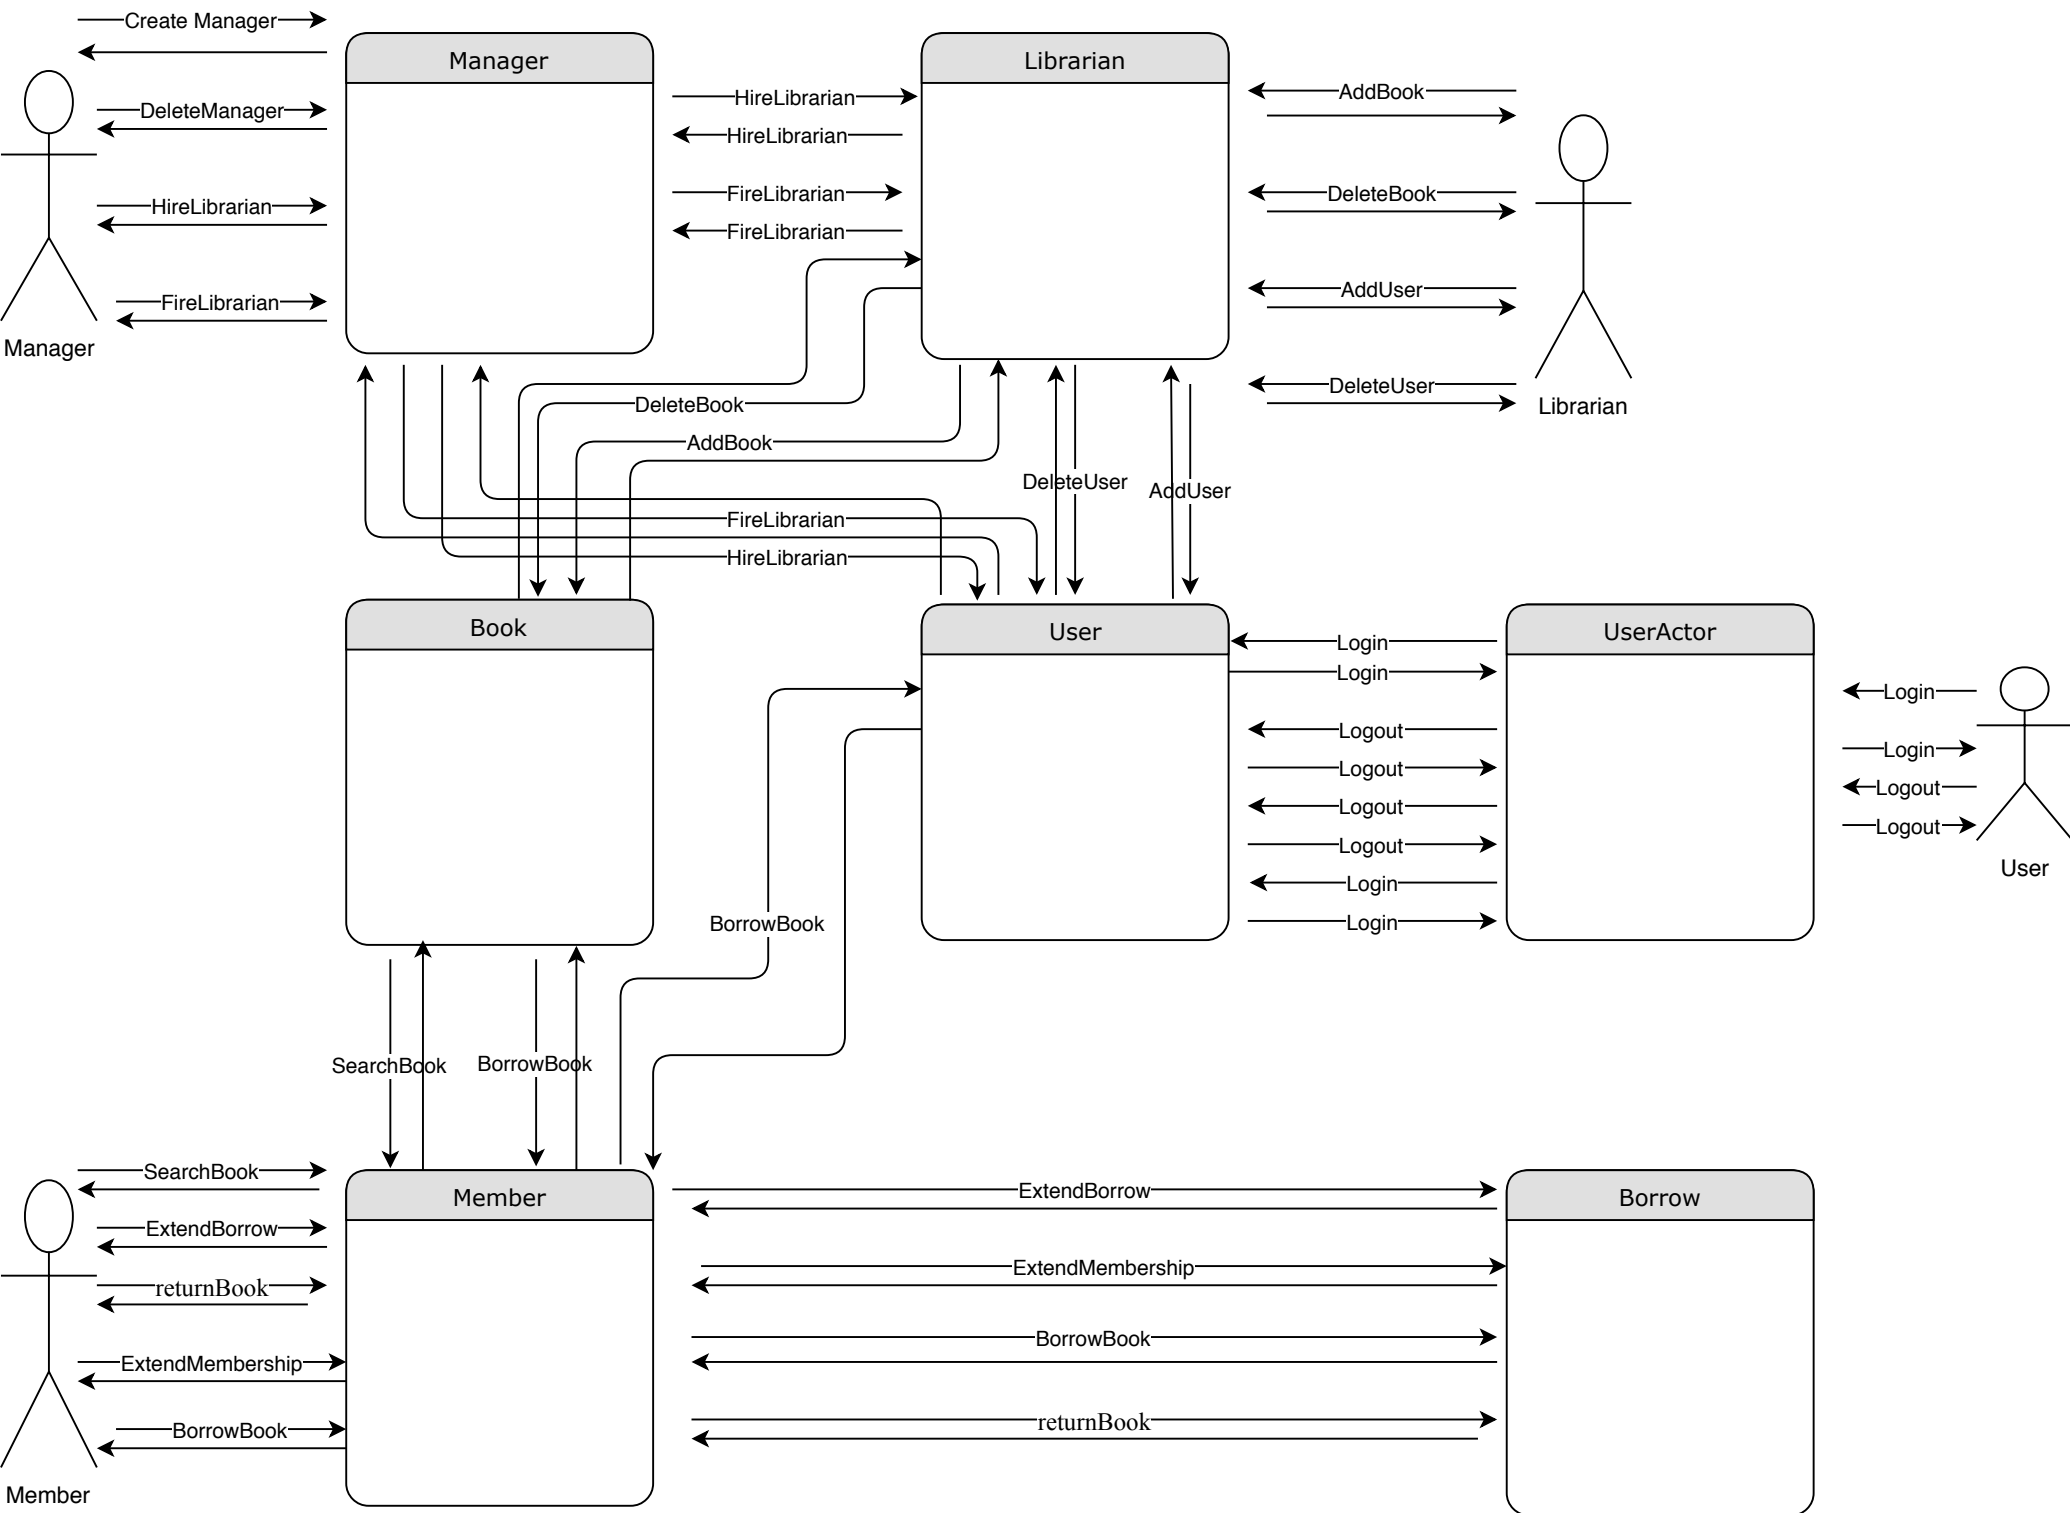 Create Manager
Manager
Librarian
HireLibrarian
AddBook
DeleteManager
HireLibrarian
FireLibrarian
DeleteBook
HireLibrarian
FireLibrarian
AddUser
FireLibrarian
Manager
DeleteUser
Librarian
DeleteBook
AddBook
DeleteUser
AddUser
FireLibrarian
HireLibrarian
Book
User
UserActor
Login
Login
Login
Logout
Login
Logout
Logout
Logout
Logout
Logout
User
Login
Login
BorrowBook
SearchBook
BorrowBook
SearchBook
Member
ExtendBorrow
Borrow
ExtendBorrow
ExtendMembership
returnBook
BorrowBook
ExtendMembership
returnBook
BorrowBook
Member